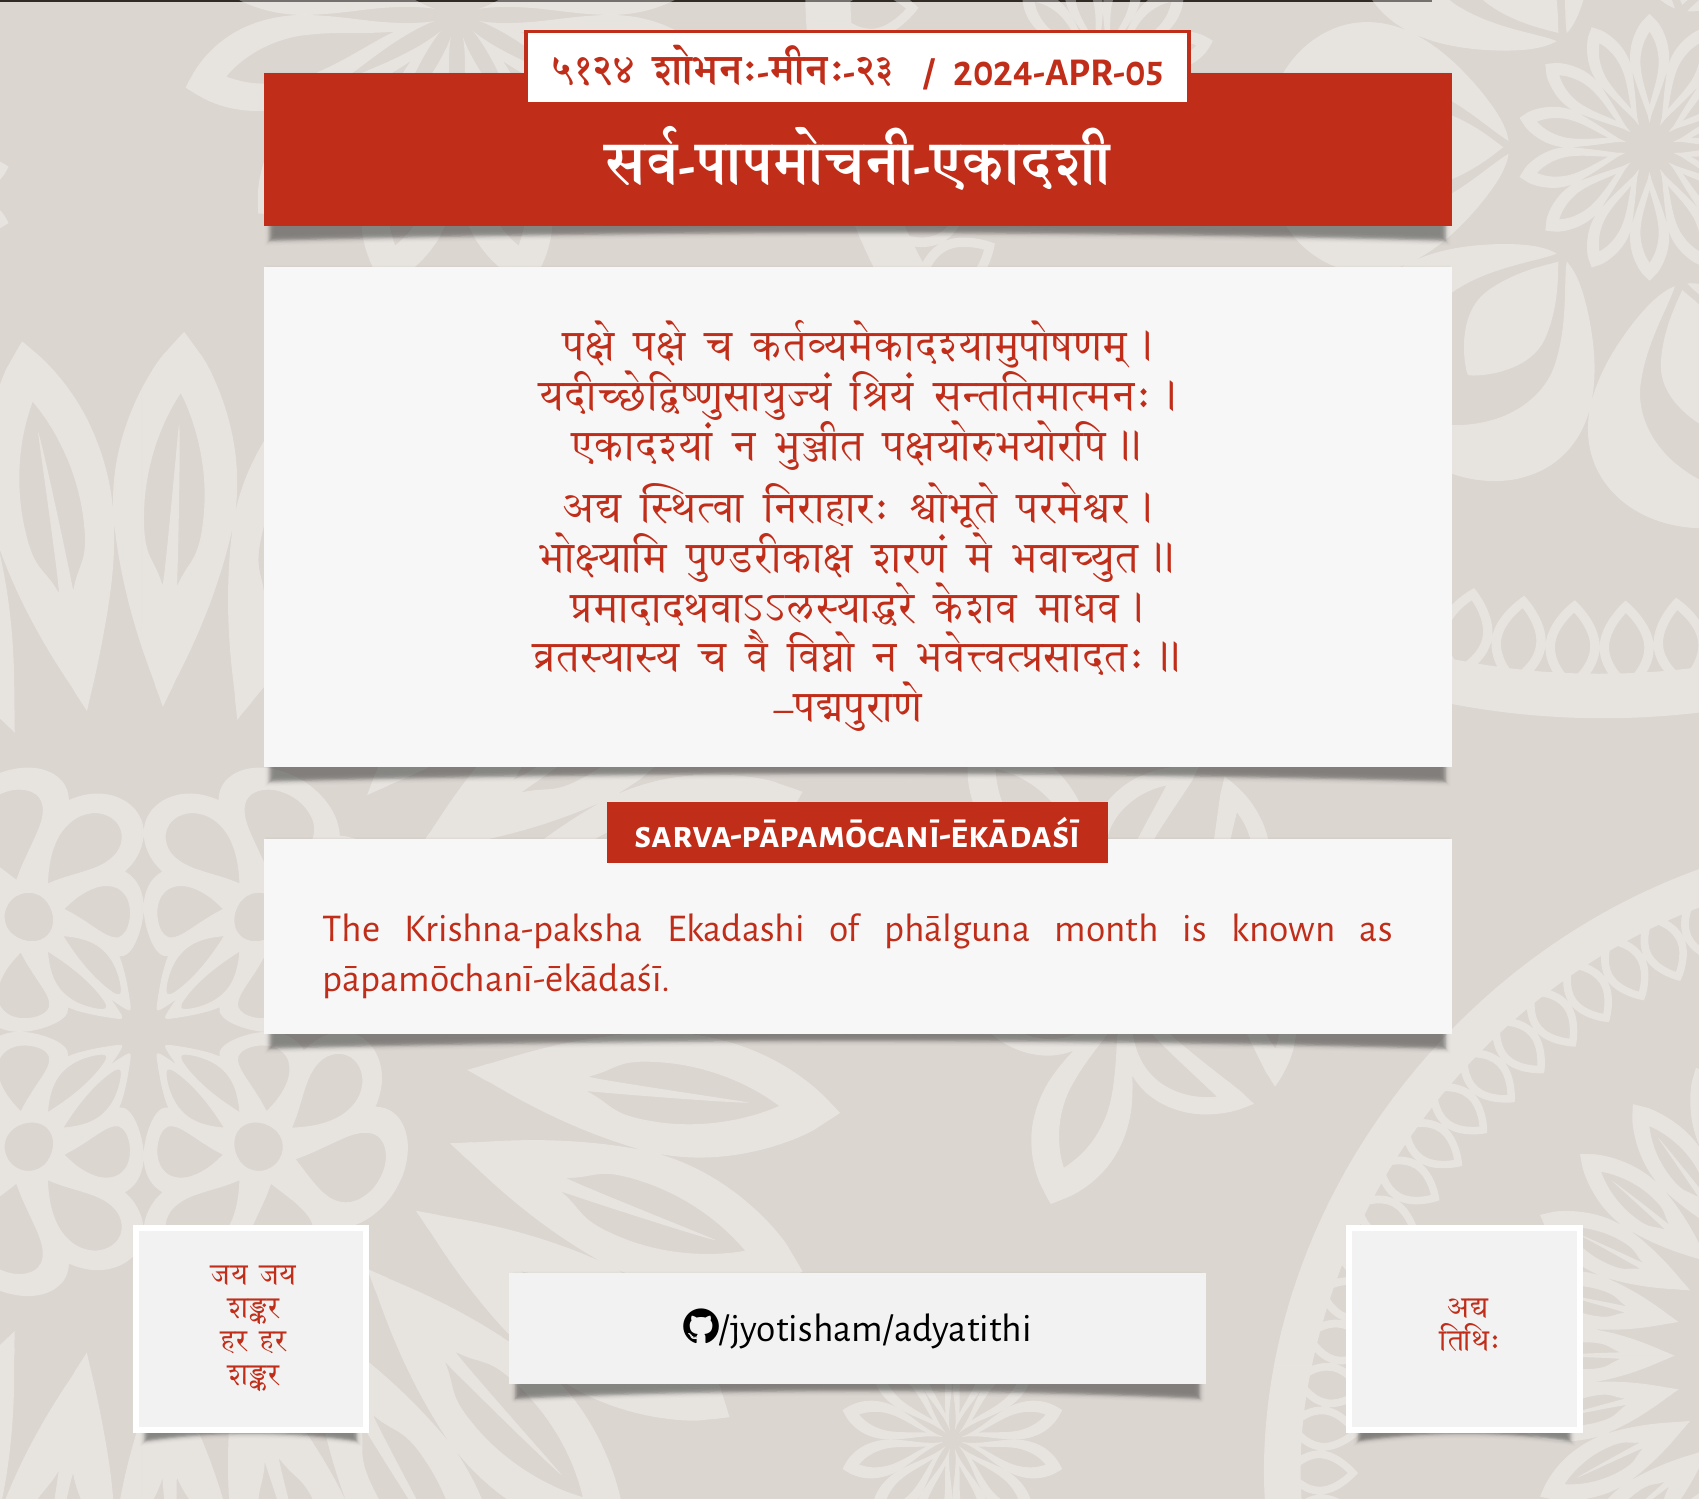 ५१२४ शोभनः-मीनः-२३ / 2024-APR-05
सर्व-पापमोचनी-एकादशी
पक्षे पक्षे च कर्तव्यमेकादश्यामुपोषणम् ।
यदीच्छेद्विष्णुसायुज्यं श्रियं सन्ततिमात्मनः ।
एकादश्यां न भुञ्जीत पक्षयोरुभयोरपि ॥
अद्य स्थित्वा निराहारः श्वोभूते परमेश्वर ।
भोक्ष्यामि पुण्डरीकाक्ष शरणं मे भवाच्युत ॥
प्रमादादथवाऽऽलस्याद्धरे केशव माधव ।
व्रतस्यास्य च वै विघ्नो न भवेत्त्वत्प्रसादतः ॥
–पद्मपुराणे
SARVA-PĀPAMŌCANĪ-ĒKĀDAŚĪ
The Krishna-paksha Ekadashi of phālguna month is known as
pāpamōchanī-ēkādaśī.
जय जय
शङ्कर
हर हर
शङ्कर
/jyotisham/adyatithi
अद्य
तिथिः